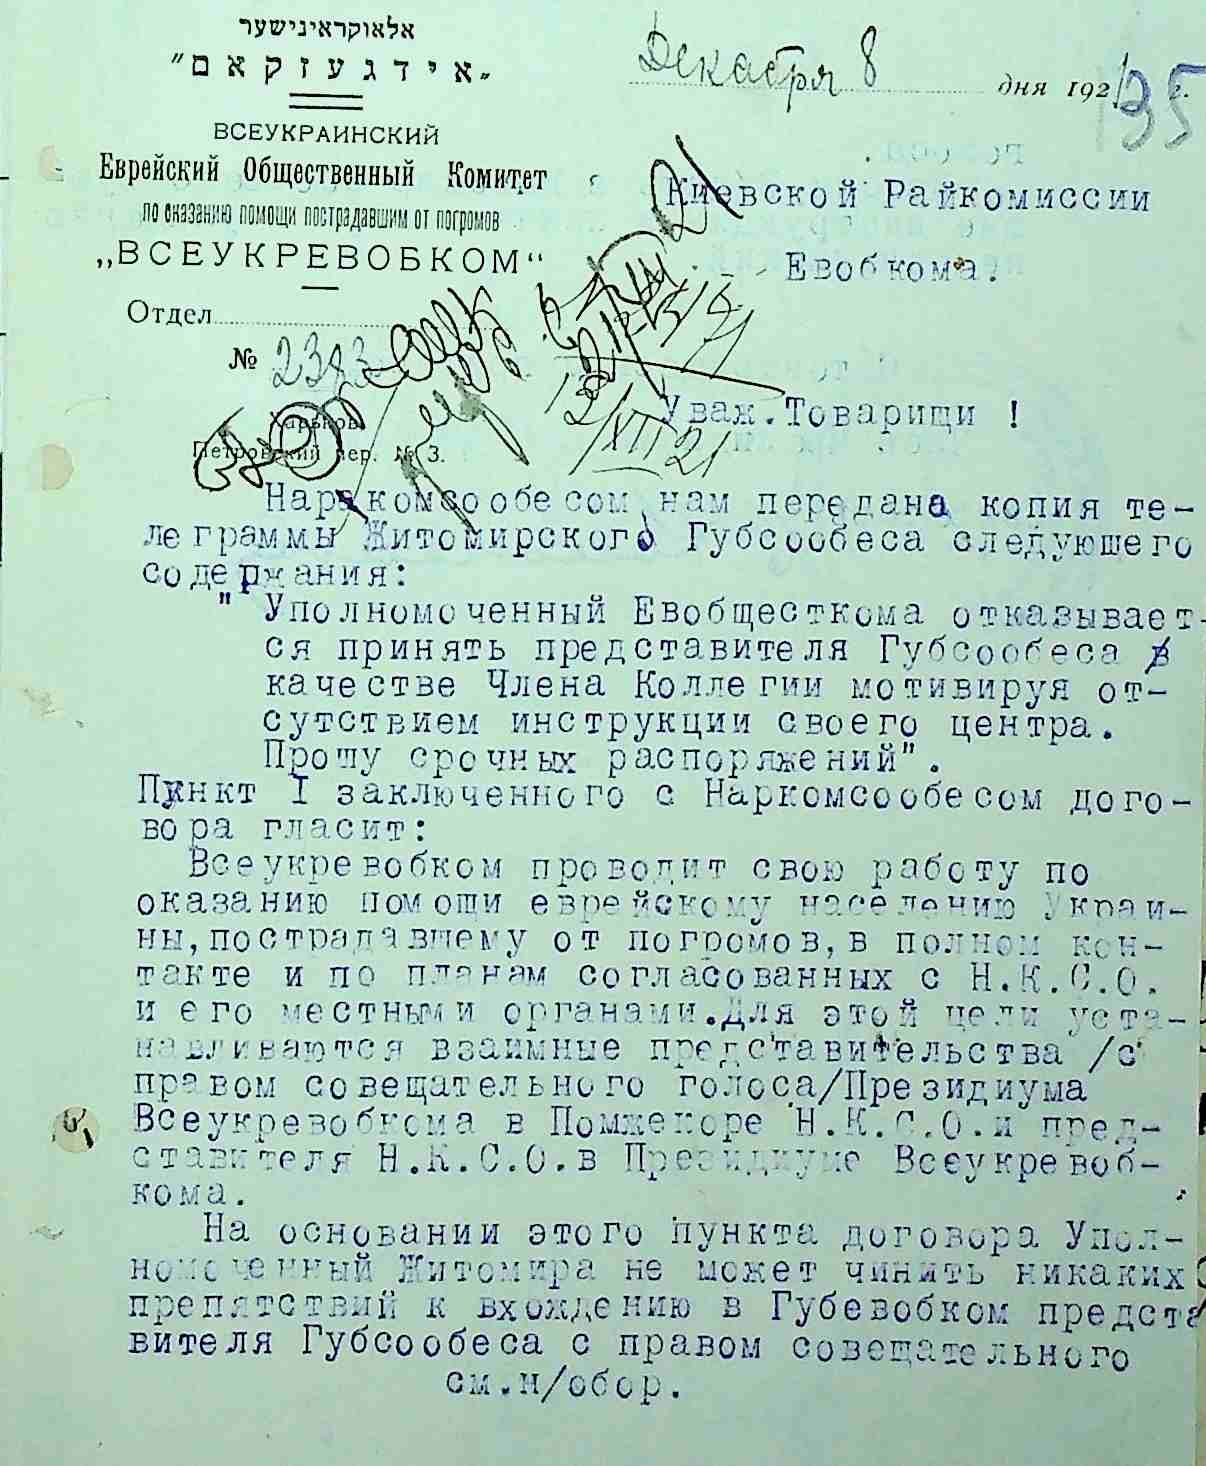 אלאוקראינישער
"אידגעזקאם"
ВСЕУКРАИНСКИЙ
Еврейский Общественный Комитет
по оказанию помощи пострадавшим от погромов
„ВСЕУКРЕВОБКОМ“
Отдел
№
Харьков
Петровский пер. № 3.
Декабря 8 дня 1921 г.
135
Киевской Райкомиссии
Евобкома.
Уваж.Товарищи !
Наркомсообесом нам передана копия те-
леграммы Житомирского Губсообеса следуюшего
содержания:
"Уполномоченный Евобщесткома отказывает-
ся принять представителя Губсообеса в
качестве Члена Коллегии мотивируя от-
сутствием инструкции своего центра.
Прошу срочных распоряжений".
Пункт I заключенного с Наркомсообесом дого-
вора гласит:
Всеукревобком проводит свою работу по
оказанию помощи еврейскому населению Украи-
ны,пострадавшему от погромов,в полном кон-
такте и по планам согласованных с Н.К.С.О.
и его местными органами.Для этой цели уста-
навливаются взаимные представительства /с
правом совещательного голоса/Президиума
Всеукревобкома в Помжекоре Н.К.С.О.и пред-
ставителя Н.К.С.О.в Президиуме Всеукревоб-
кома.
На основании этого пункта договора Упол-
номоченный Житомира не может чинить никаких
препятствий к вхождению в Губевобком предста
вителя Губсообеса с правом совещательного
см.н/обор.